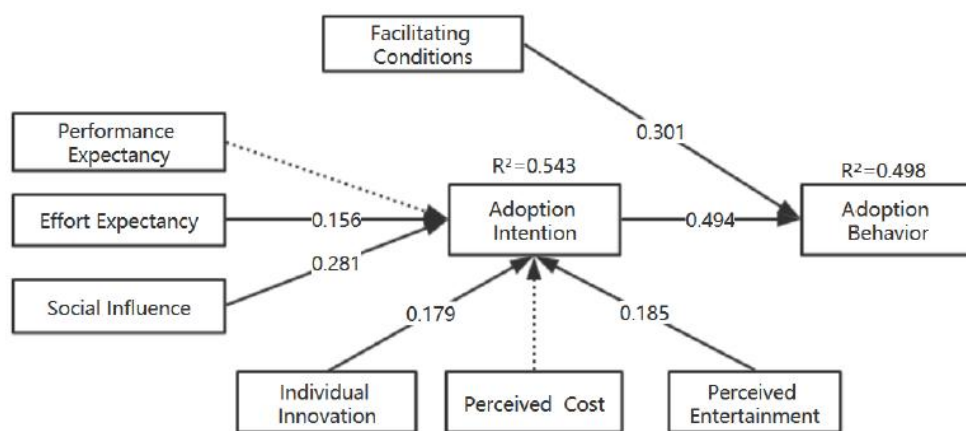 Facilitating
Conditions
Performance
Expectancy
0.301
R²=0.543
R²=0.498
Effort Expectancy
0.156
Adoption
Intention
0.494
Adoption
Behavior
0.281
Social Influence
0.179
0.185
Individual
Innovation
Perceived Cost
Perceived
Entertainment